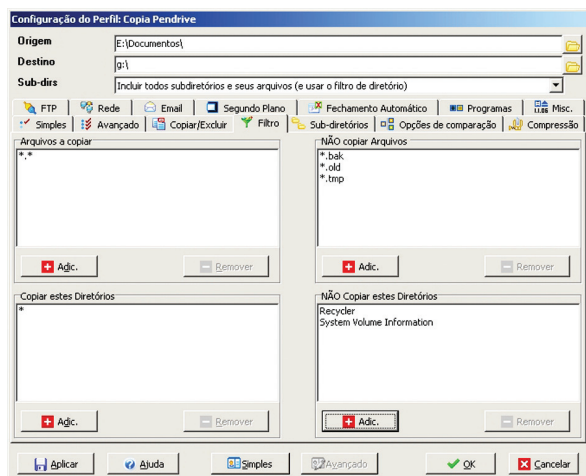 Configuração do Perfil: Copia Pendrive
Origem
E:\Documentos\
Destino
g:\
Sub-dirs
Incluir todos subdiretórios e seus arquivos (e usar o filtro de diretório)
FTP Rede Email Segundo Plano Fechamento Automático Programas Misc.
Simples Avançado Copiar/Excluir Filtro Sub-diretórios Opções de comparação Compressão
Arquivos a copiar
*.*
Adic. Remover
NÃO copiar Arquivos
*.bak
*.old
*.tmp
Adic. Remover
Copiar estes Diretórios
*
Adic. Remover
NÃO Copiar estes Diretórios
Recycler
System Volume Information
Adic. Remover
Aplicar Ajuda Simples Avançado OK Cancelar